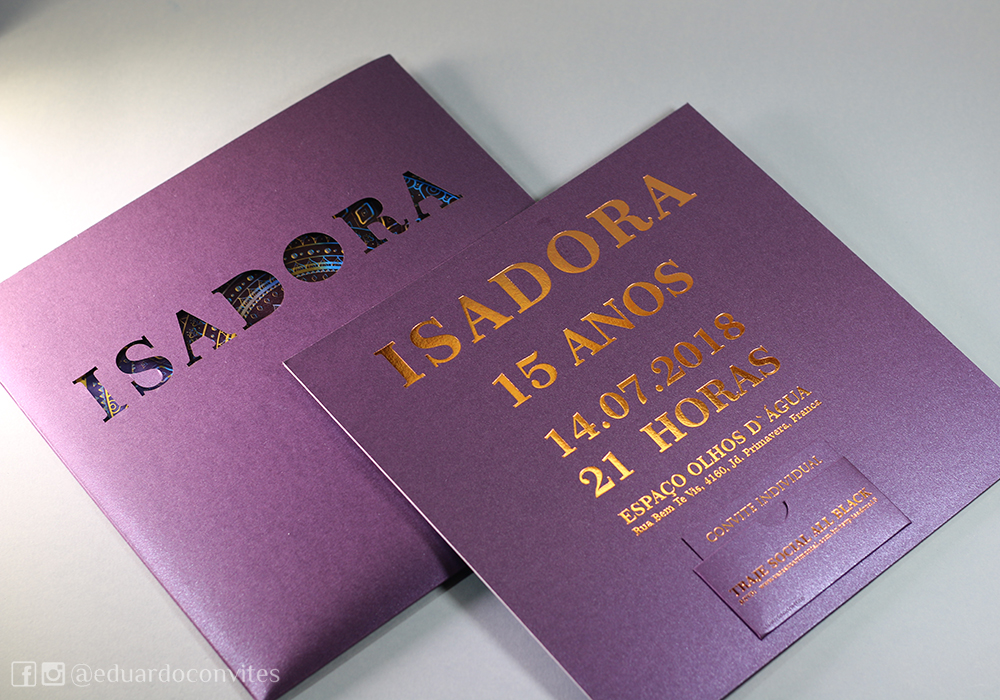 ISADORA
ISADORA
15 ANOS
14.07.2018
21 HORAS
ESPAÇO OLHOS D`ÁGUA
Rua Bem Te Vis, 4160, Jd. Primavera, Franca
CONVITE INDIVIDUAL
TRAJE SOCIAL ALL BLACK
@eduardoconvites